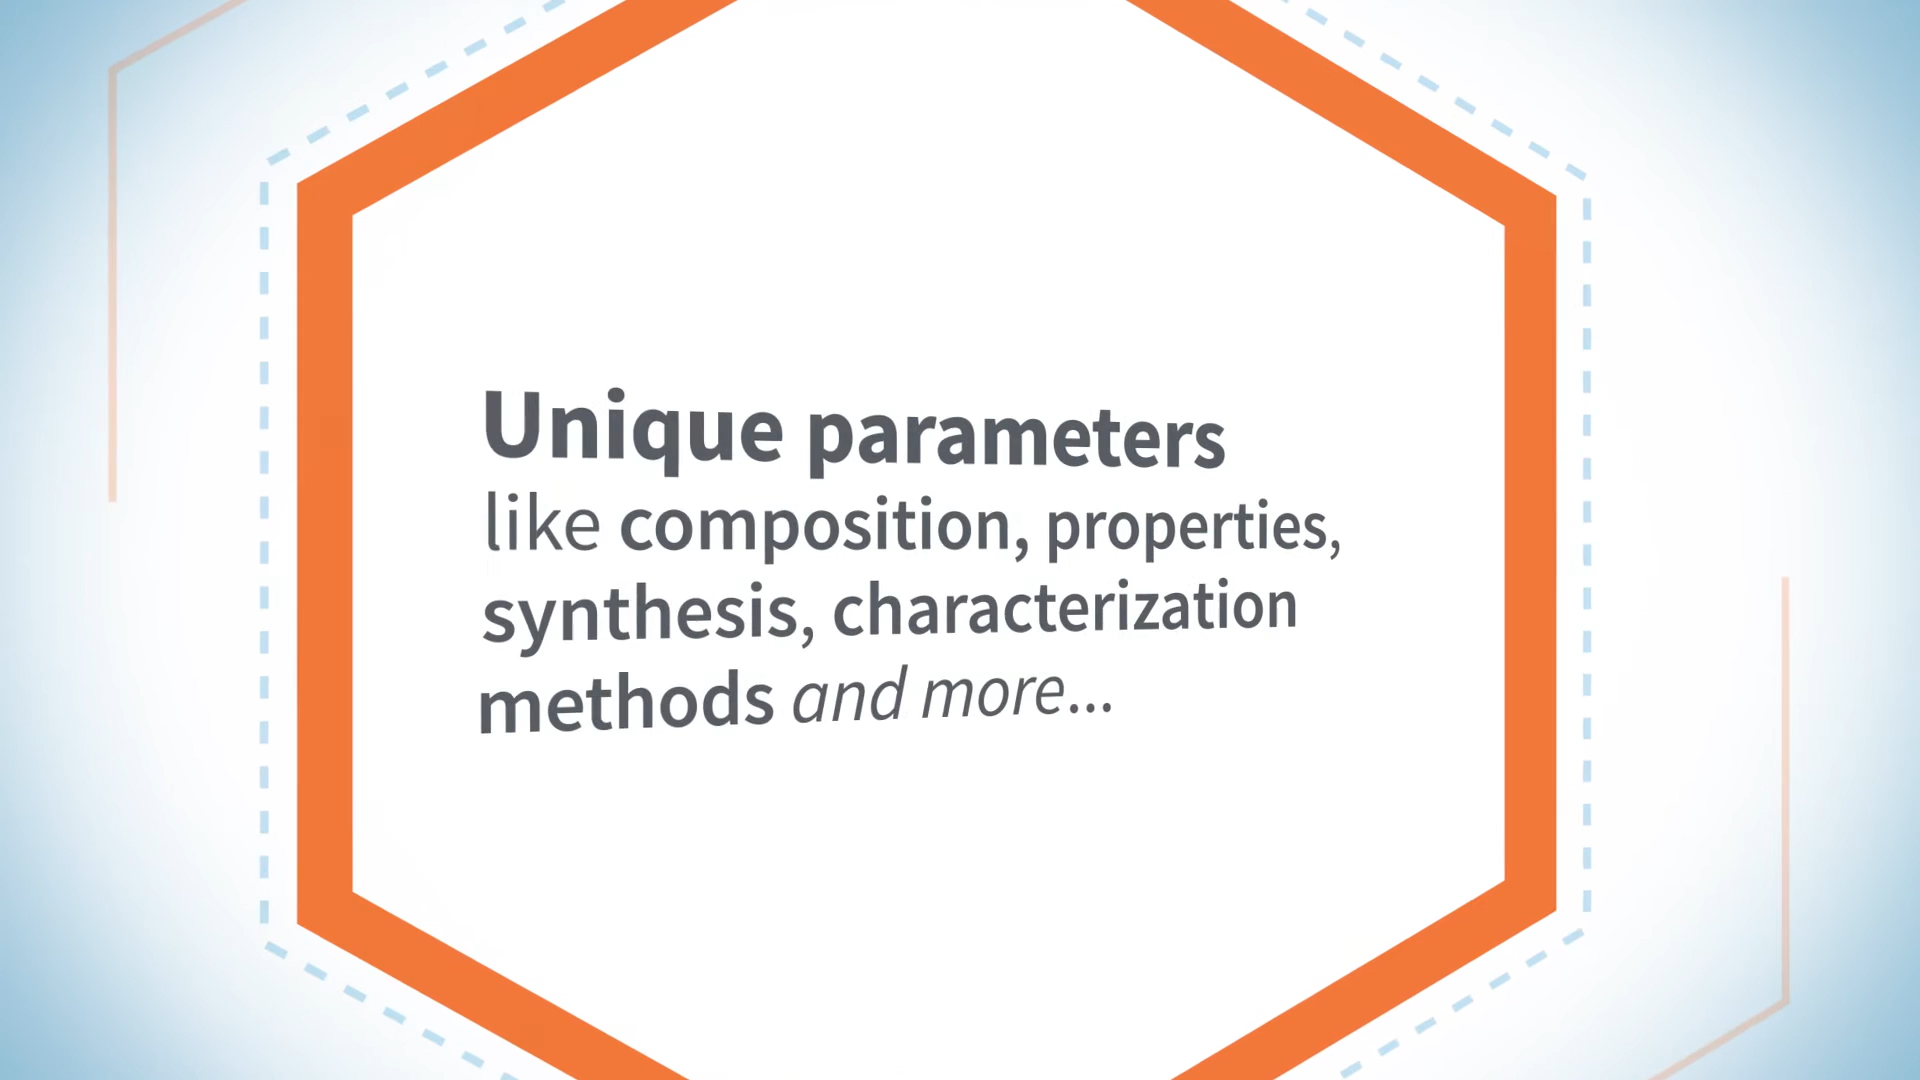 Unique parameters
like composition, properties,
synthesis, characterization
methods and more...